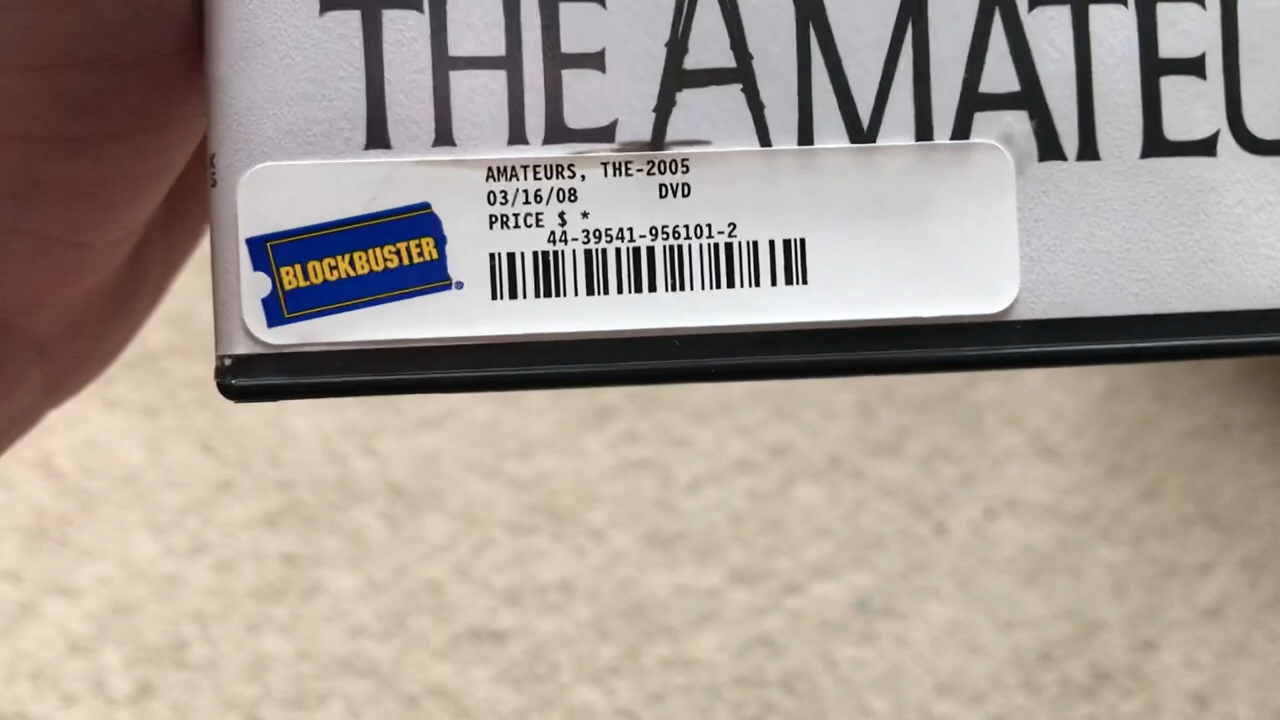 THE AMATEU
AMATEURS, THE-2005
03/16/08 DVD
PRICE $ *
44-39541-956101-2
BLOCKBUSTER®